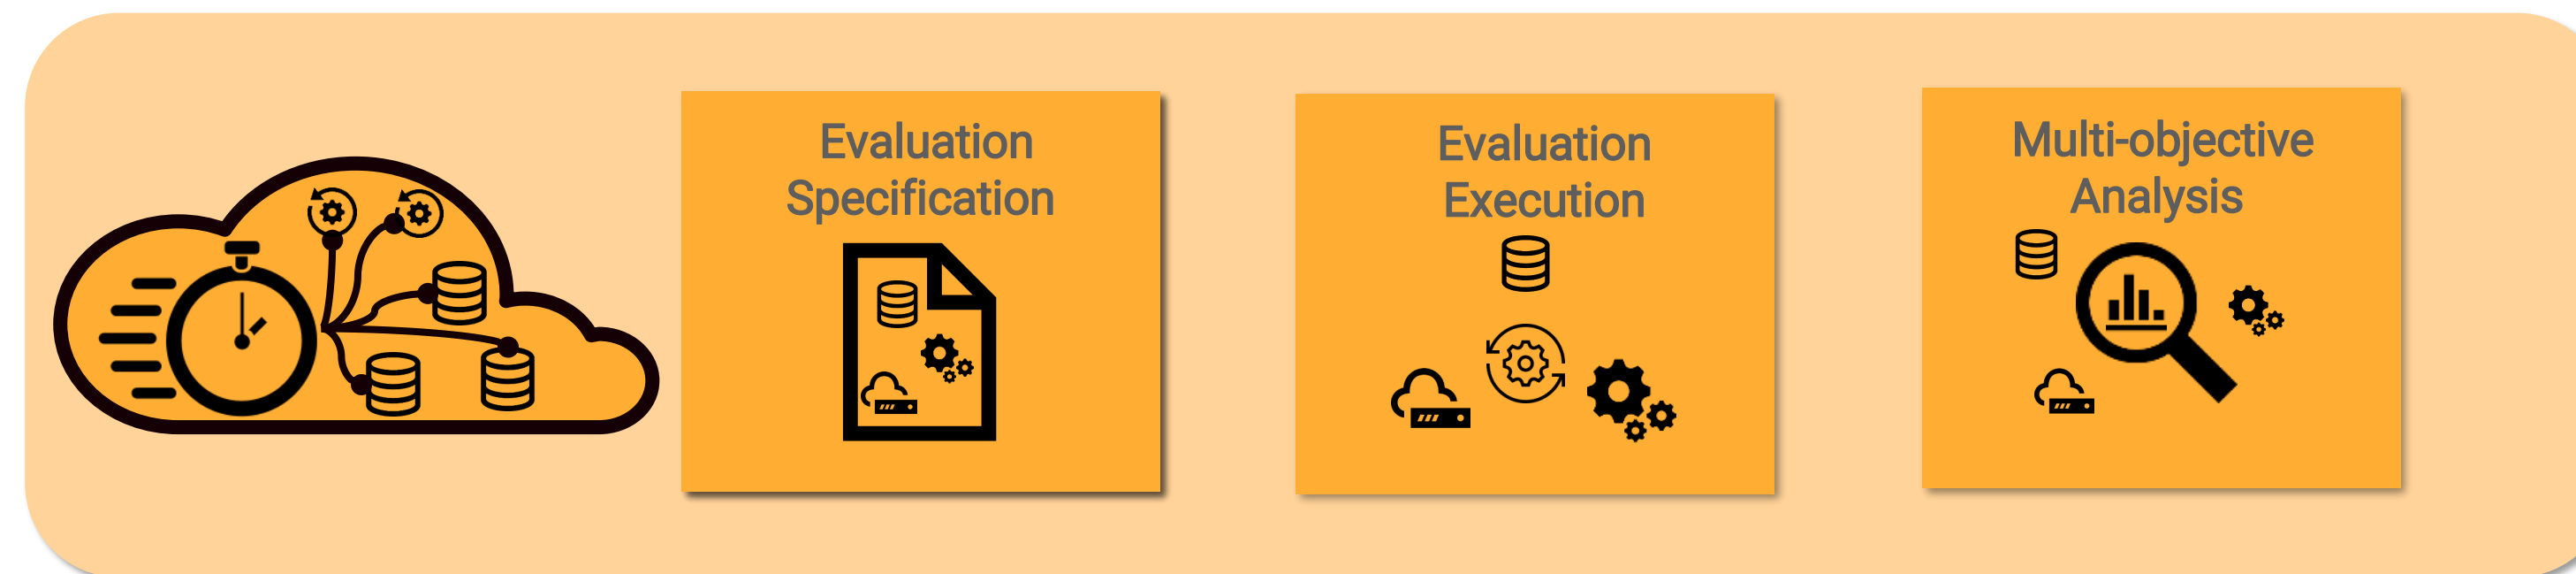 Evaluation
Specification
Evaluation
Execution
Multi-objective
Analysis